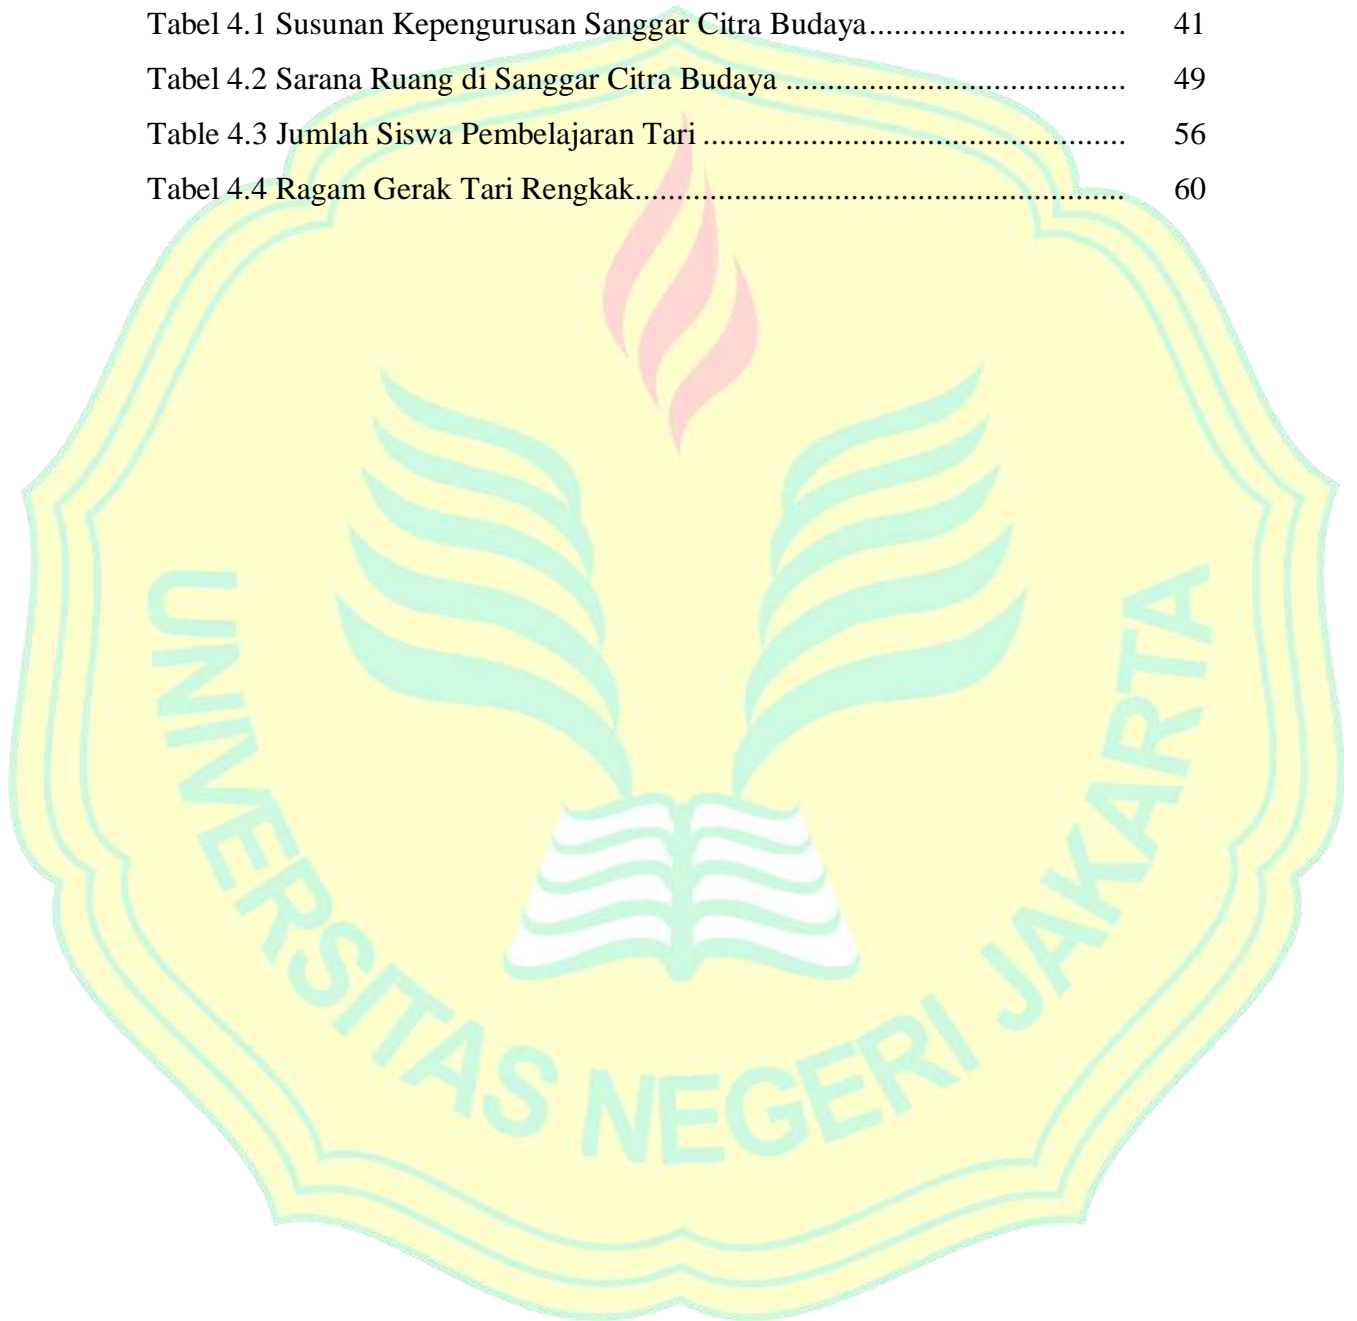 Tabel 4.1 Susunan Kepengurusan Sanggar Citra Budaya............................... 41
Tabel 4.2 Sarana Ruang di Sanggar Citra Budaya ......................................... 49
Table 4.3 Jumlah Siswa Pembelajaran Tari ................................................... 56
Tabel 4.4 Ragam Gerak Tari Rengkak........................................................... 60
UNIVERSITAS NEGERI JAKARTA